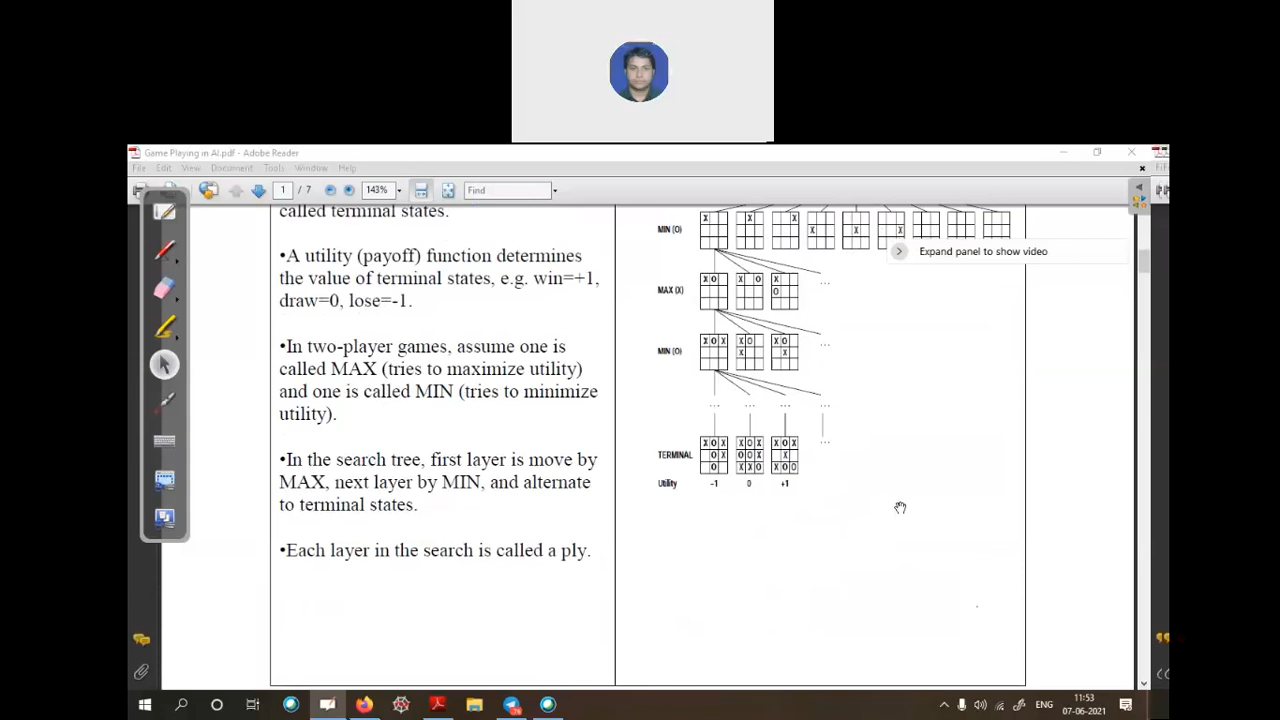 Game Playing in AI.pdf - Adobe Reader
File Edit View Document Tools Window Help
1 / 7 143% Find
called terminal states.
•A utility (payoff) function determines
the value of terminal states, e.g. win=+1,
draw=0, lose=-1.
•In two-player games, assume one is
called MAX (tries to maximize utility)
and one is called MIN (tries to minimize
utility).
•In the search tree, first layer is move by
MAX, next layer by MIN, and alternate
to terminal states.
•Each layer in the search is called a ply.
MIN (O)
X X X X X X
Expand panel to show video
MAX (X)
X O X O X
O
...
MIN (O)
X O X X O X O
X X
...
... ... ... ...
TERMINAL
X O X X O X X O X
O X O O X X
O X X O X O O
...
Utility -1 0 +1
ENG
11:53
07-06-2021